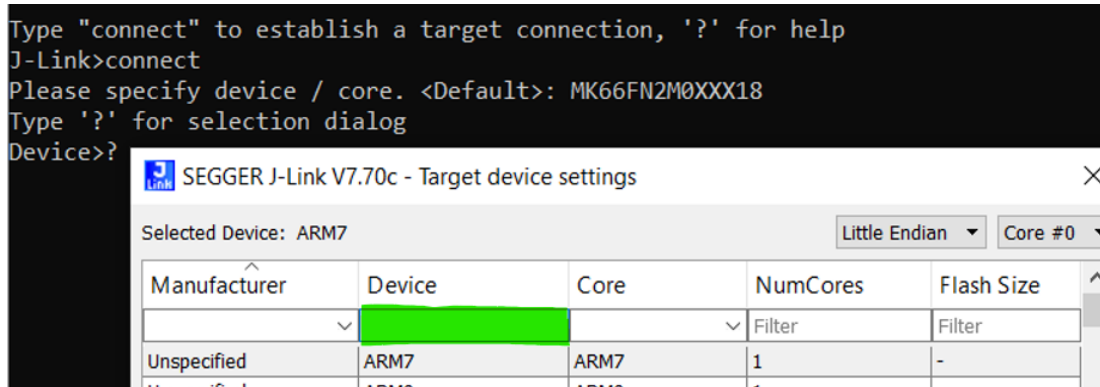 Type "connect" to establish a target connection, '?' for help
J-Link>connect
Please specify device / core. <Default>: MK66FN2M0XXX18
Type '?' for selection dialog
Device>?
J Link SEGGER J-Link V7.70c - Target device settings
Selected Device: ARM7 Little Endian Core #0
Manufacturer Device Core NumCores Flash Size
Filter Filter
Unspecified ARM7 ARM7 1 -